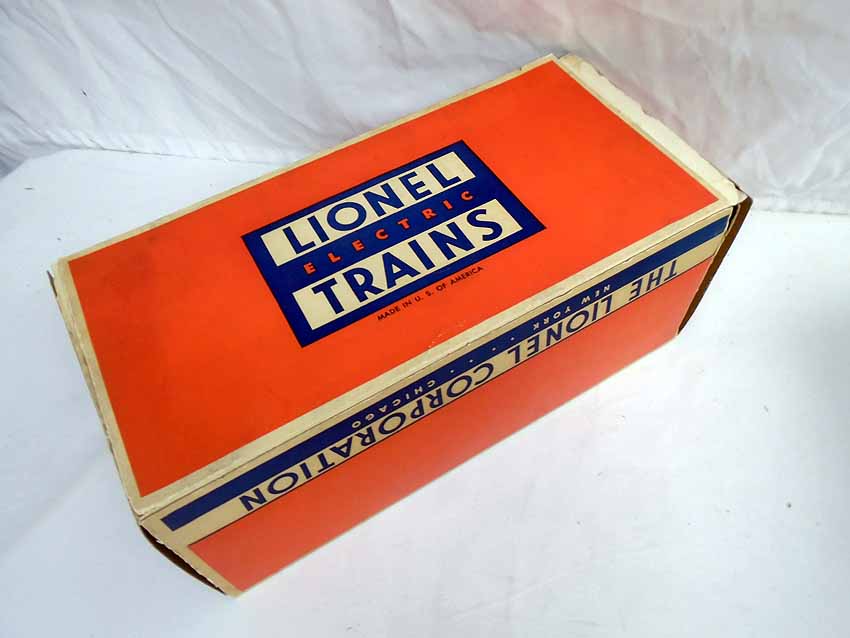 LIONEL
ELECTRIC
TRAINS
MADE IN U. S. OF AMERICA
THE LIONEL CORPORATION
NEW YORK . . . . . CHICAGO